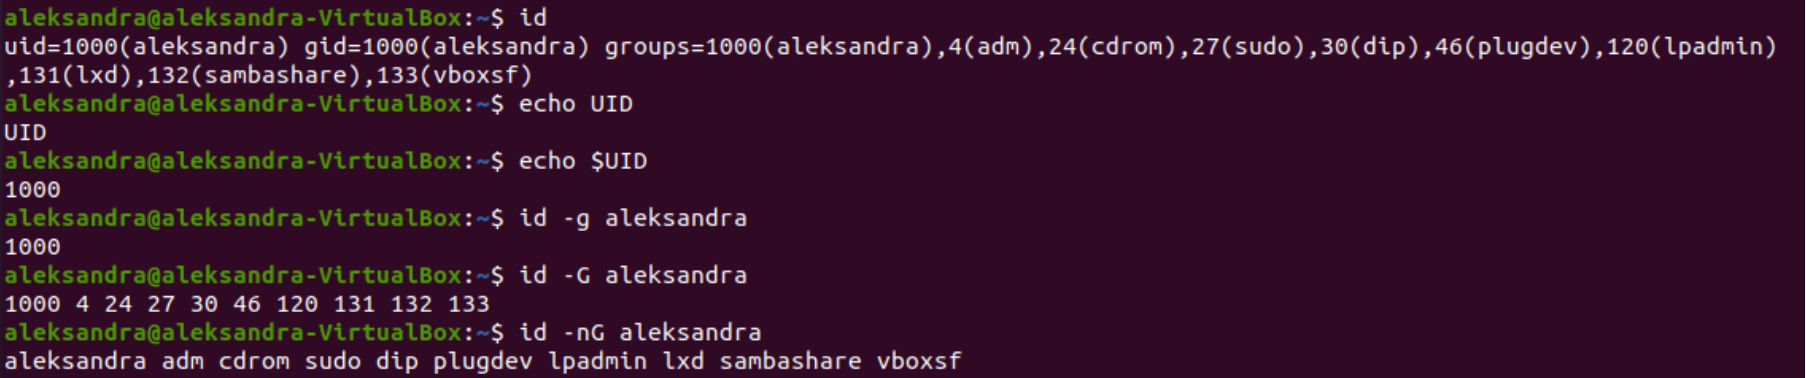 aleksandra@aleksandra-VirtualBox:~$ id
uid=1000(aleksandra) gid=1000(aleksandra) groups=1000(aleksandra),4(adm),24(cdrom),27(sudo),30(dip),46(plugdev),120(lpadmin)
,131(lxd),132(sambashare),133(vboxsf)
aleksandra@aleksandra-VirtualBox:~$ echo UID
UID
aleksandra@aleksandra-VirtualBox:~$ echo $UID
1000
aleksandra@aleksandra-VirtualBox:~$ id -g aleksandra
1000
aleksandra@aleksandra-VirtualBox:~$ id -G aleksandra
1000 4 24 27 30 46 120 131 132 133
aleksandra@aleksandra-VirtualBox:~$ id -nG aleksandra
aleksandra adm cdrom sudo dip plugdev lpadmin lxd sambashare vboxsf